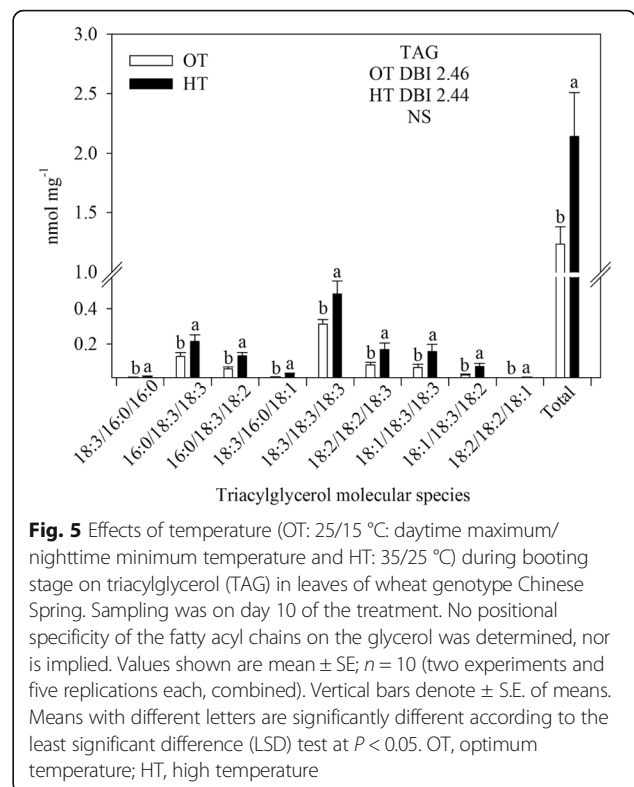 3.0
2.5
2.0
1.5
1.0
0.4
0.2
nmol mg-1
OT
HT
TAG
OT DBI 2.46
HT DBI 2.44
NS
b a
b a
b a
b a
b a
b a
b a
b a
b a
b a
18:3/16:0/16:0
16:0/18:3/18:3
16:0/18:3/18:2
18:3/16:0/18:1
18:3/18:3/18:3
18:2/18:2/18:3
18:1/18:3/18:3
18:1/18:3/18:2
18:2/18:2/18:1
Total
Triacylglycerol molecular species
Fig. 5 Effects of temperature (OT: 25/15 °C: daytime maximum/
nighttime minimum temperature and HT: 35/25 °C) during booting
stage on triacylglycerol (TAG) in leaves of wheat genotype Chinese
Spring. Sampling was on day 10 of the treatment. No positional
specificity of the fatty acyl chains on the glycerol was determined, nor
is implied. Values shown are mean ± SE; n = 10 (two experiments and
five replications each, combined). Vertical bars denote ± S.E. of means.
Means with different letters are significantly different according to the
least significant difference (LSD) test at P < 0.05. OT, optimum
temperature; HT, high temperature